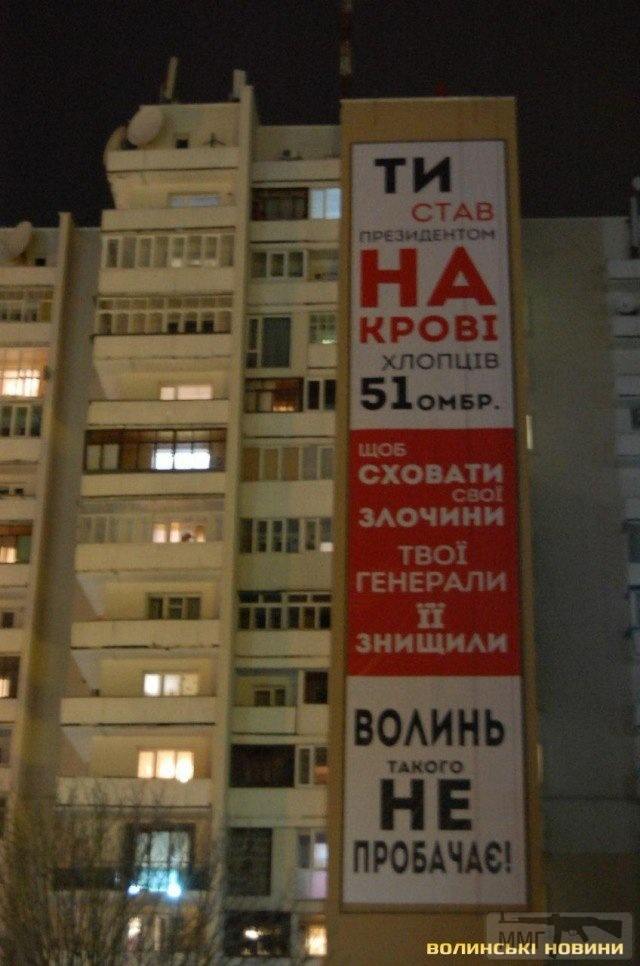 ТИ
СТАВ
ПРЕЗИДЕНТОМ
НА
КРОВІ
ХЛОПЦІВ
51 ОМБР.
ЩОБ
СХОВАТИ
СВОЇ
ЗЛОЧИНИ
ТВОЇ
ГЕНЕРАЛИ
ЇЇ
ЗНИЩИЛИ
ВОЛИНЬ
ТАКОГО
НЕ
ПРОБАЧАЄ!
ММГ
ВОЛИНСЬКІ НОВИНИ